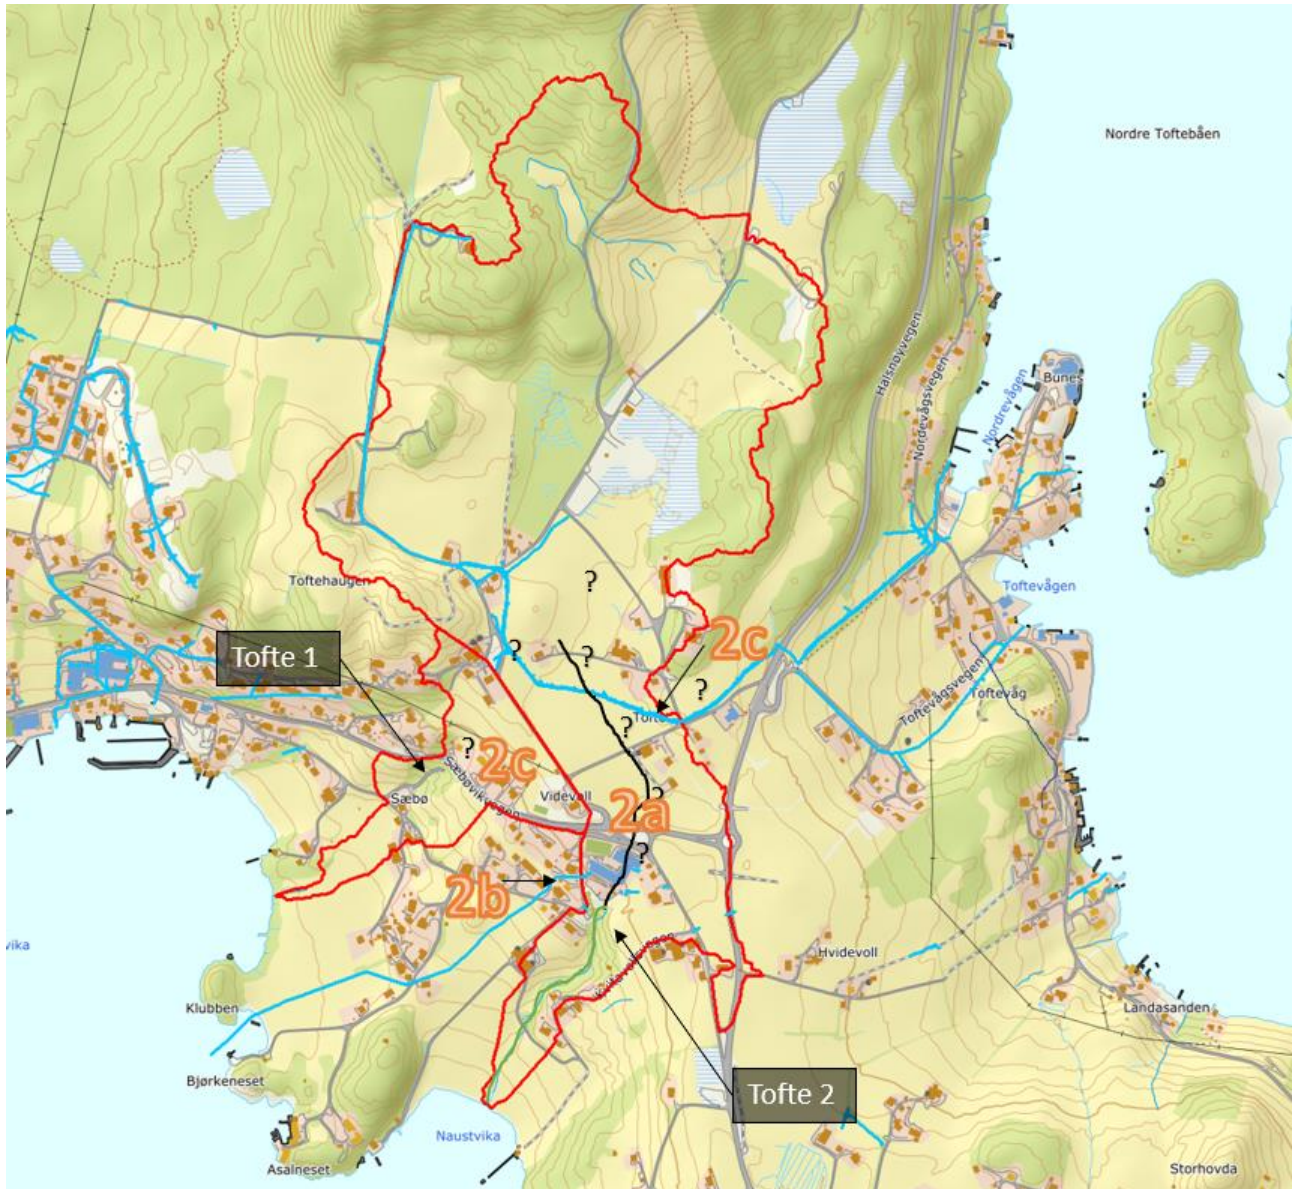 Nordre Toftebåen
Halsnøyvegen
Nordevågsvegen
Nordrevågen
Bunes
?
Toftehaugen
Toftevågen
?
?
2c
Tofte 1
?
Toftevågsvegen
Toftevåg
Tofte
?
?
2c
Sæbøvikvegen
Sæbø
Videvoll
?
2a
?
2b
vika
Hvidevoll
Klubben
Landasanden
Bjørkeneset
Tofte 2
Naustvika
Asalneset
Storhovda